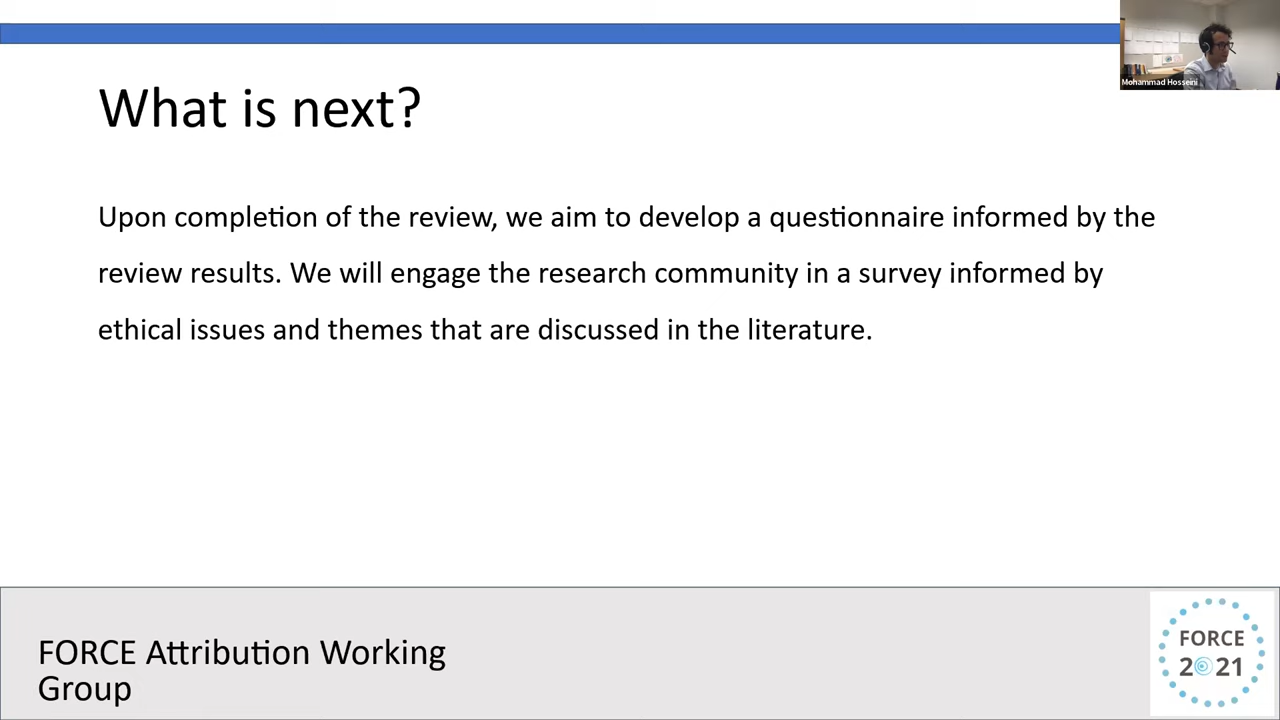 Mohammad Hosseini
What is next?
Upon completion of the review, we aim to develop a questionnaire informed by the
review results. We will engage the research community in a survey informed by
ethical issues and themes that are discussed in the literature.
FORCE Attribution Working
Group
FORCE
2021